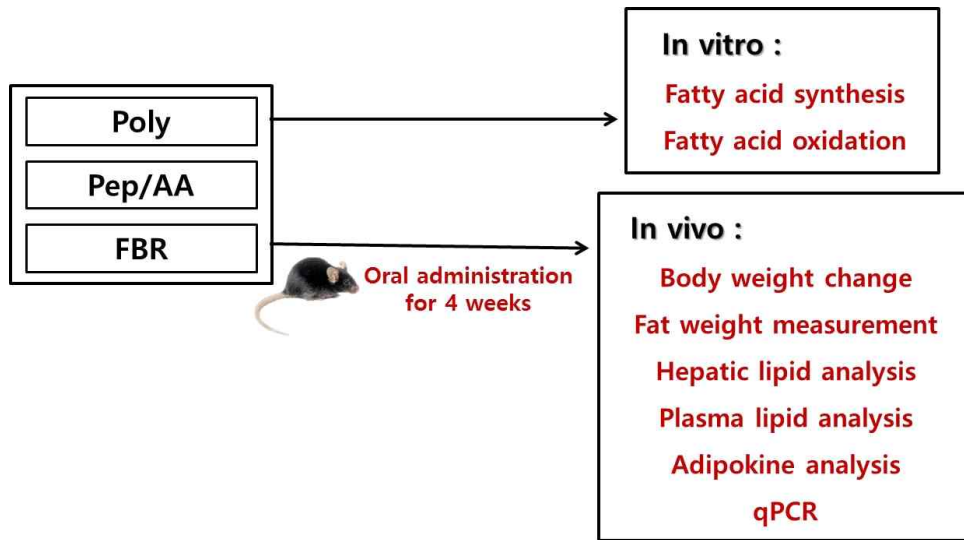 Poly
Pep/AA
FBR
Oral administration
for 4 weeks
In vitro :
Fatty acid synthesis
Fatty acid oxidation
In vivo :
Body weight change
Fat weight measurement
Hepatic lipid analysis
Plasma lipid analysis
Adipokine analysis
qPCR